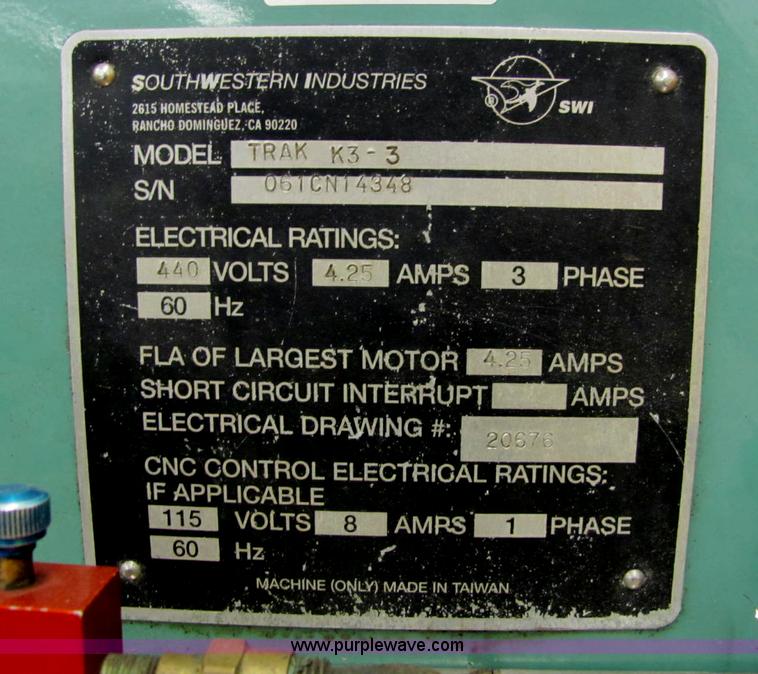 SOUTHWESTERN INDUSTRIES
2615 HOMESTEAD PLACE,
RANCHO DOMINGUEZ, CA 90220
® SWI
MODEL TRAK K3-3
S/N 061CN14348
ELECTRICAL RATINGS:
440 VOLTS 4.25 AMPS 3 PHASE
60 Hz
FLA OF LARGEST MOTOR 4.25 AMPS
SHORT CIRCUIT INTERRUPT AMPS
ELECTRICAL DRAWING #: 20676
CNC CONTROL ELECTRICAL RATINGS:
IF APPLICABLE
115 VOLTS 8 AMPS 1 PHASE
60 Hz
MACHINE (ONLY) MADE IN TAIWAN
www.purplewave.com